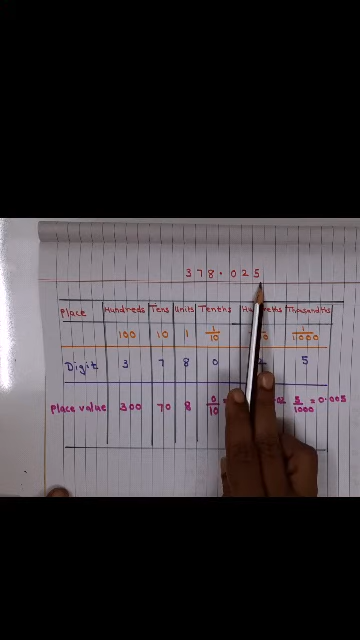 378.025
Place Hundreds Tens Units Tenths Thousandths
100 10 1 1/10 1/1000
Digit 3 7 8 0 5
Place value 300 70 8 0/10 5/1000 = 0.005